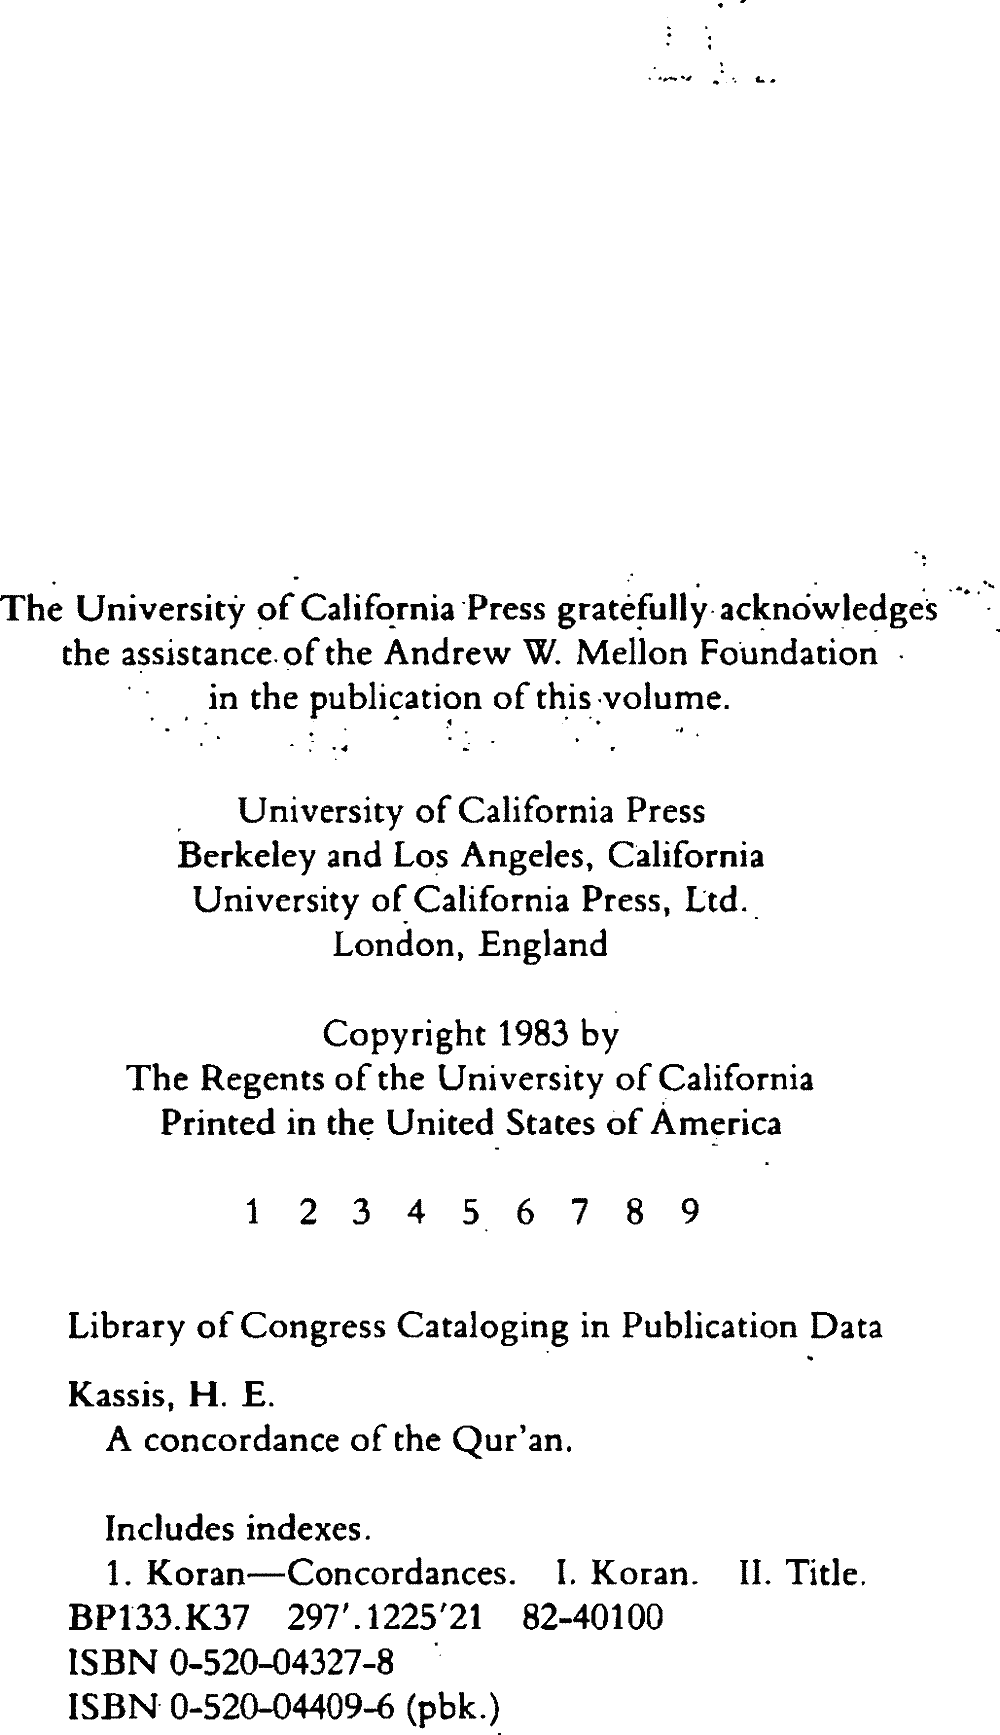 The University of California Press gratefully acknowledges
the assistance of the Andrew W. Mellon Foundation
in the publication of this volume.
University of California Press
Berkeley and Los Angeles, California
University of California Press, Ltd.
London, England
Copyright 1983 by
The Regents of the University of California
Printed in the United States of America
1 2 3 4 5 6 7 8 9
Library of Congress Cataloging in Publication Data
Kassis, H. E.
A concordance of the Qur'an.
Includes indexes.
1. Koran—Concordances. I. Koran. II. Title.
BP133.K37 297'.1225'21 82-40100
ISBN 0-520-04327-8
ISBN 0-520-04409-6 (pbk.)